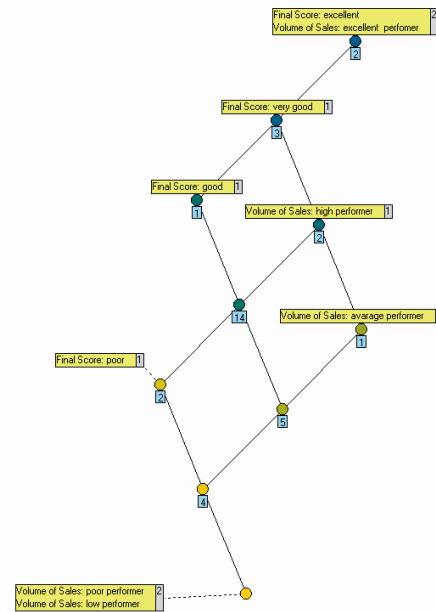 Final Score: excellent 2
Volume of Sales: excellent perfomer
2
Final Score: very good 1
3
Final Score: good 1
1
Volume of Sales: high performer 1
2
14
Volume of Sales: avarage performer
1
Final Score: poor 1
2
5
4
Volume of Sales: poor performer 2
Volume of Sales: low performer